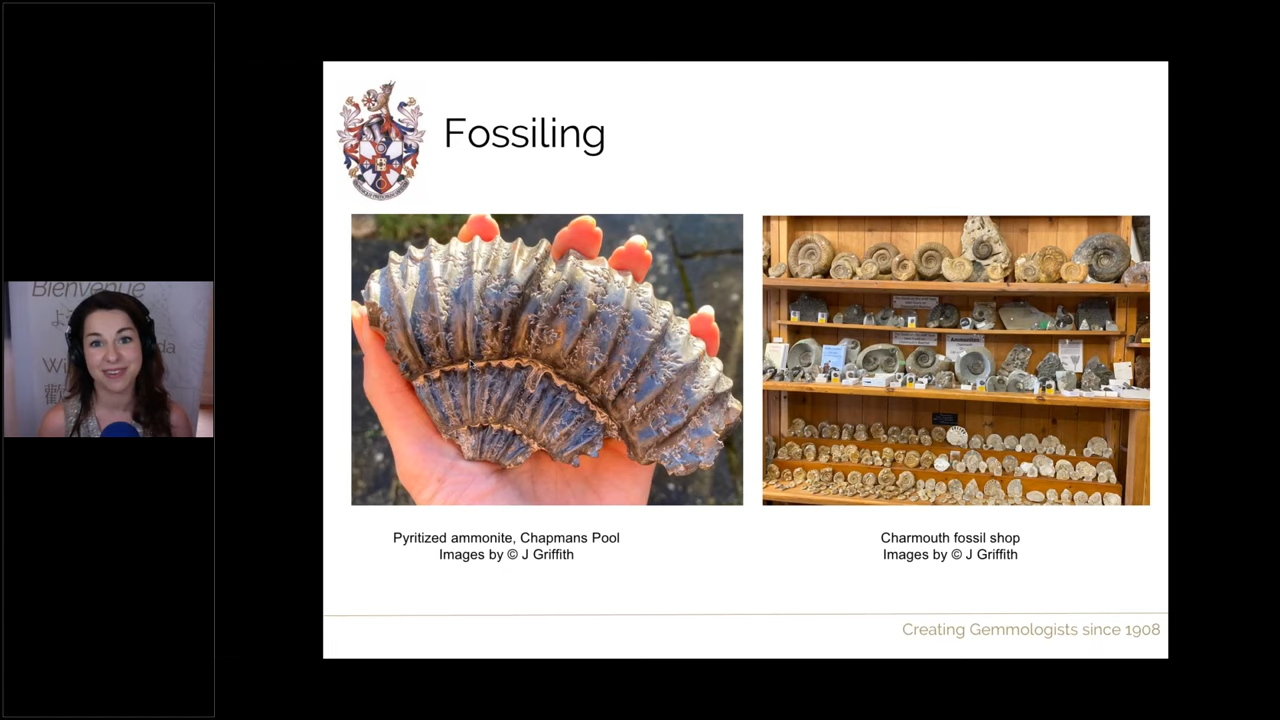 Bienvenue
Fossiling
Ammonites
Pyritized ammonite, Chapmans Pool
Images by © J Griffith
Charmouth fossil shop
Images by © J Griffith
Creating Gemmologists since 1908